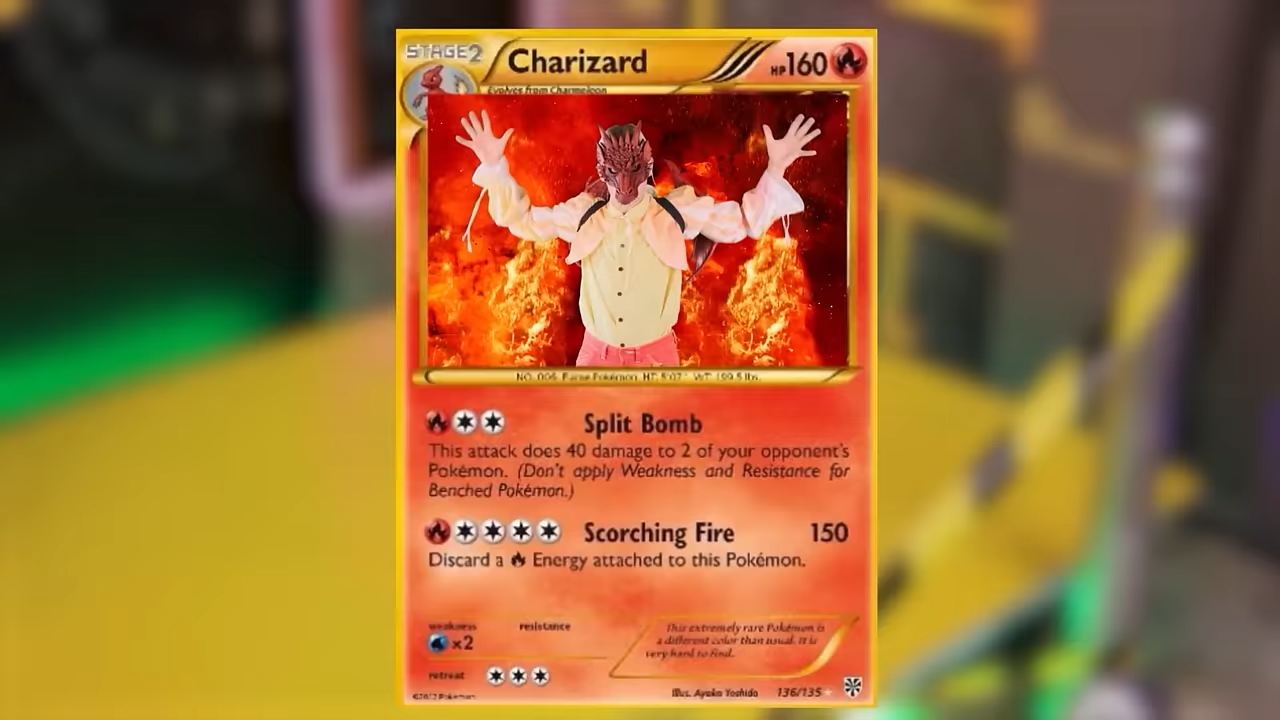 STAGE2
Charizard
HP160
Evolves from Charmeleon
NO. 006 Flame Pokémon HT: 5'07" WT: 199.5 lbs.
Split Bomb
This attack does 40 damage to 2 of your opponent's
Pokémon. (Don't apply Weakness and Resistance for
Benched Pokémon.)
Scorching Fire 150
Discard a Energy attached to this Pokémon.
weakness resistance
×2
This extremely rare Pokémon is
a different color than usual. It is
very hard to find.
retreat
©2012 Pokémon
Illus. Ayaka Yoshida 136/135